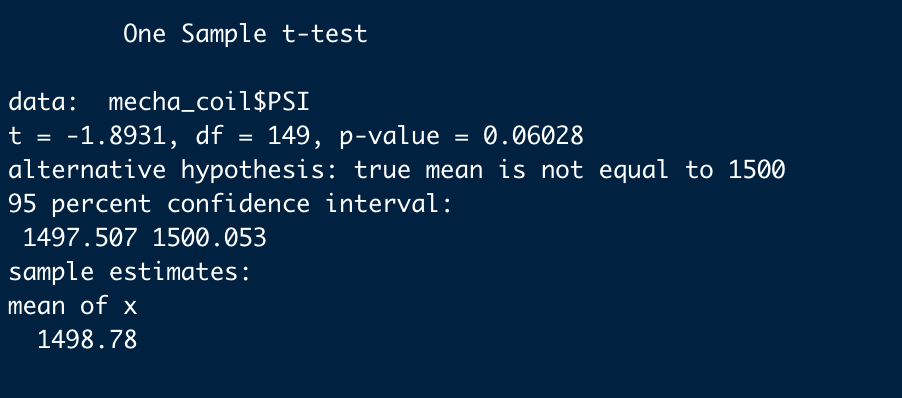 One Sample t-test
data:  mecha_coil$PSI
t = -1.8931, df = 149, p-value = 0.06028
alternative hypothesis: true mean is not equal to 1500
95 percent confidence interval:
1497.507 1500.053
sample estimates:
mean of x
1498.78